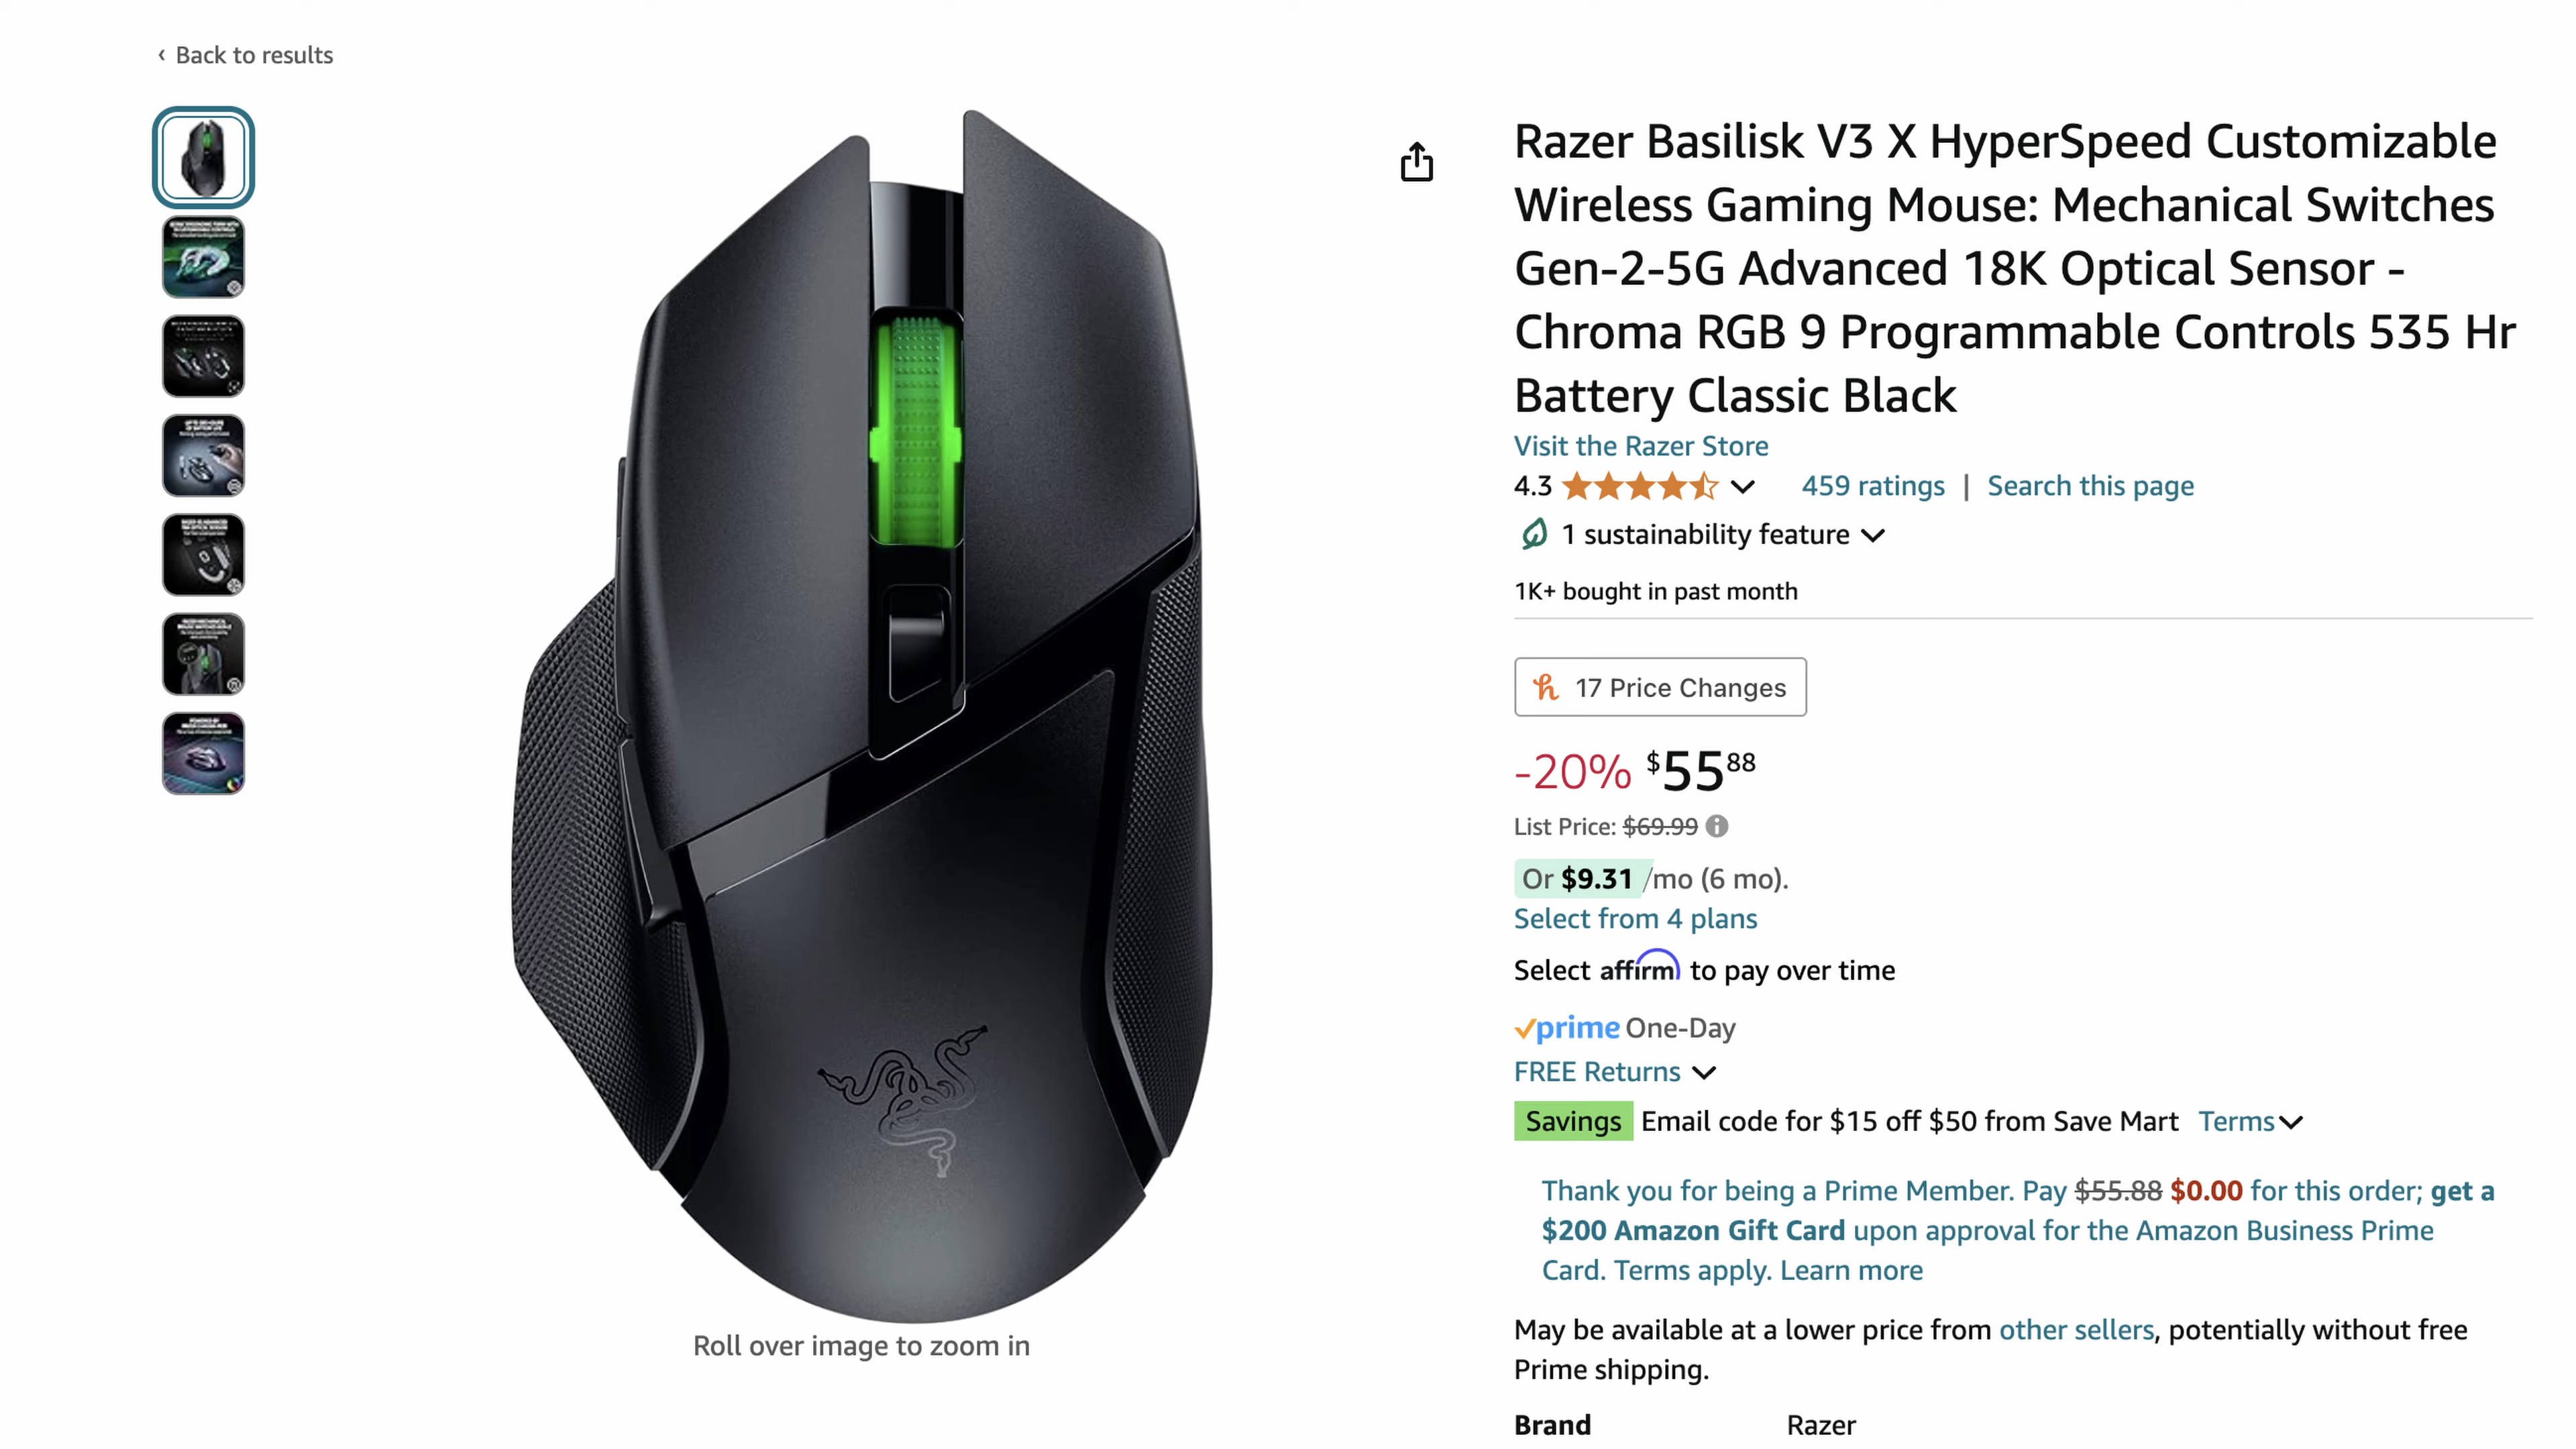 ‹ Back to results
Razer Basilisk V3 X HyperSpeed Customizable
Wireless Gaming Mouse: Mechanical Switches
Gen-2-5G Advanced 18K Optical Sensor -
Chroma RGB 9 Programmable Controls 535 Hr
Battery Classic Black
Visit the Razer Store
4.3 459 ratings | Search this page
1 sustainability feature
1K+ bought in past month
17 Price Changes
-20% $55 88
List Price: $69.99
Or $9.31 /mo (6 mo).
Select from 4 plans
Select affirm to pay over time
prime One-Day
FREE Returns
Savings Email code for $15 off $50 from Save Mart Terms
Thank you for being a Prime Member. Pay $55.88 $0.00 for this order; get a
$200 Amazon Gift Card upon approval for the Amazon Business Prime
Card. Terms apply. Learn more
Roll over image to zoom in
May be available at a lower price from other sellers, potentially without free
Prime shipping.
Brand Razer